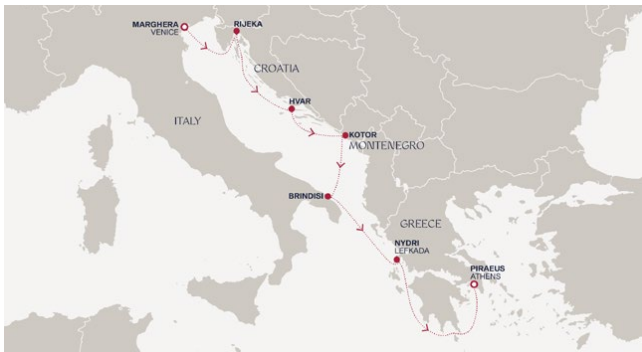 MARGHERA
VENICE
RIJEKA
CROATIA
HVAR
ITALY
KOTOR
MONTENEGRO
BRINDISI
GREECE
NYDRI
LEFKADA
PIRAEUS
ATHENS